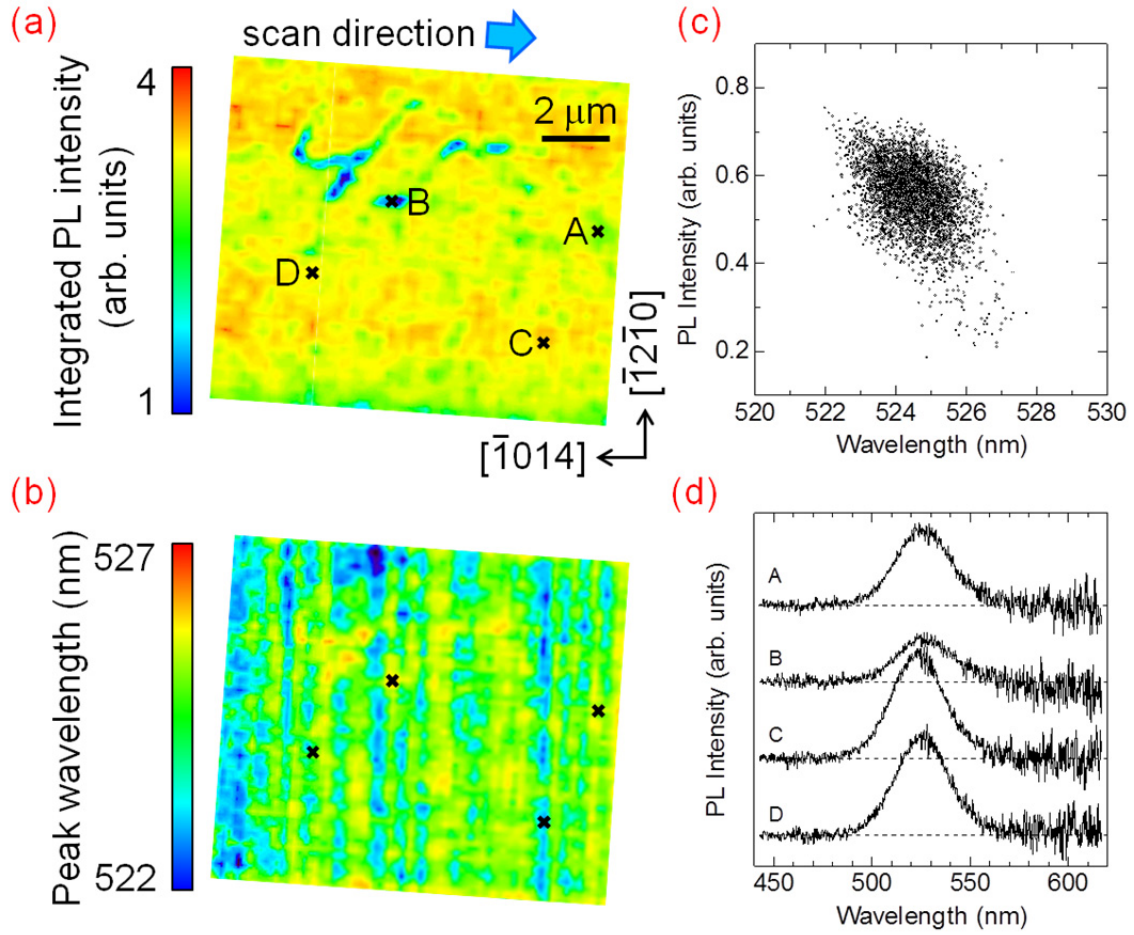 (a)
scan direction
Integrated PL intensity
(arb. units)
4
1
2 μm
B
A
D
C
[1̅21̅0]
[1̅014]
(b)
Peak wavelength (nm)
527
522
(c)
PL Intensity (arb. units)
0.8
0.6
0.4
0.2
520 522 524 526 528 530
Wavelength (nm)
(d)
PL Intensity (arb. units)
A
B
C
D
450 500 550 600
Wavelength (nm)